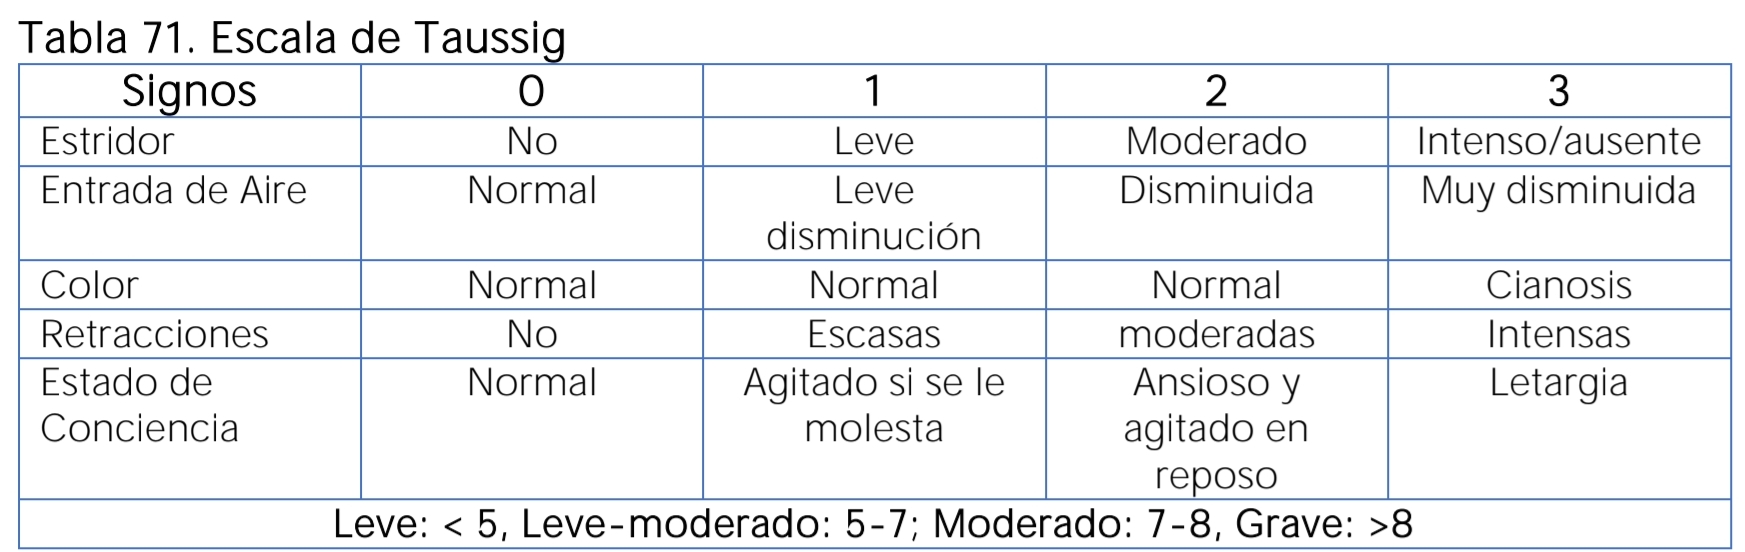 Tabla 71. Escala de Taussig
Signos 0 1 2 3
Estridor No Leve Moderado Intenso/ausente
Entrada de Aire Normal Leve disminución Disminuida Muy disminuida
Color Normal Normal Normal Cianosis
Retracciones No Escasas moderadas Intensas
Estado de Conciencia Normal Agitado si se le molesta Ansioso y agitado en reposo Letargia
Leve: < 5, Leve-moderado: 5-7; Moderado: 7-8, Grave: >8